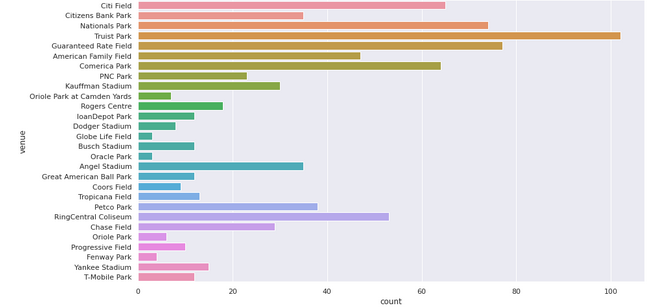 Citi Field
Citizens Bank Park
Nationals Park
Truist Park
Guaranteed Rate Field
American Family Field
Comerica Park
PNC Park
Kauffman Stadium
Oriole Park at Camden Yards
Rogers Centre
loanDepot Park
Dodger Stadium
Globe Life Field
Busch Stadium
Oracle Park
Angel Stadium
Great American Ball Park
Coors Field
Tropicana Field
Petco Park
RingCentral Coliseum
Chase Field
Oriole Park
Progressive Field
Fenway Park
Yankee Stadium
T-Mobile Park
venue
0 20 40 60 80 100
count